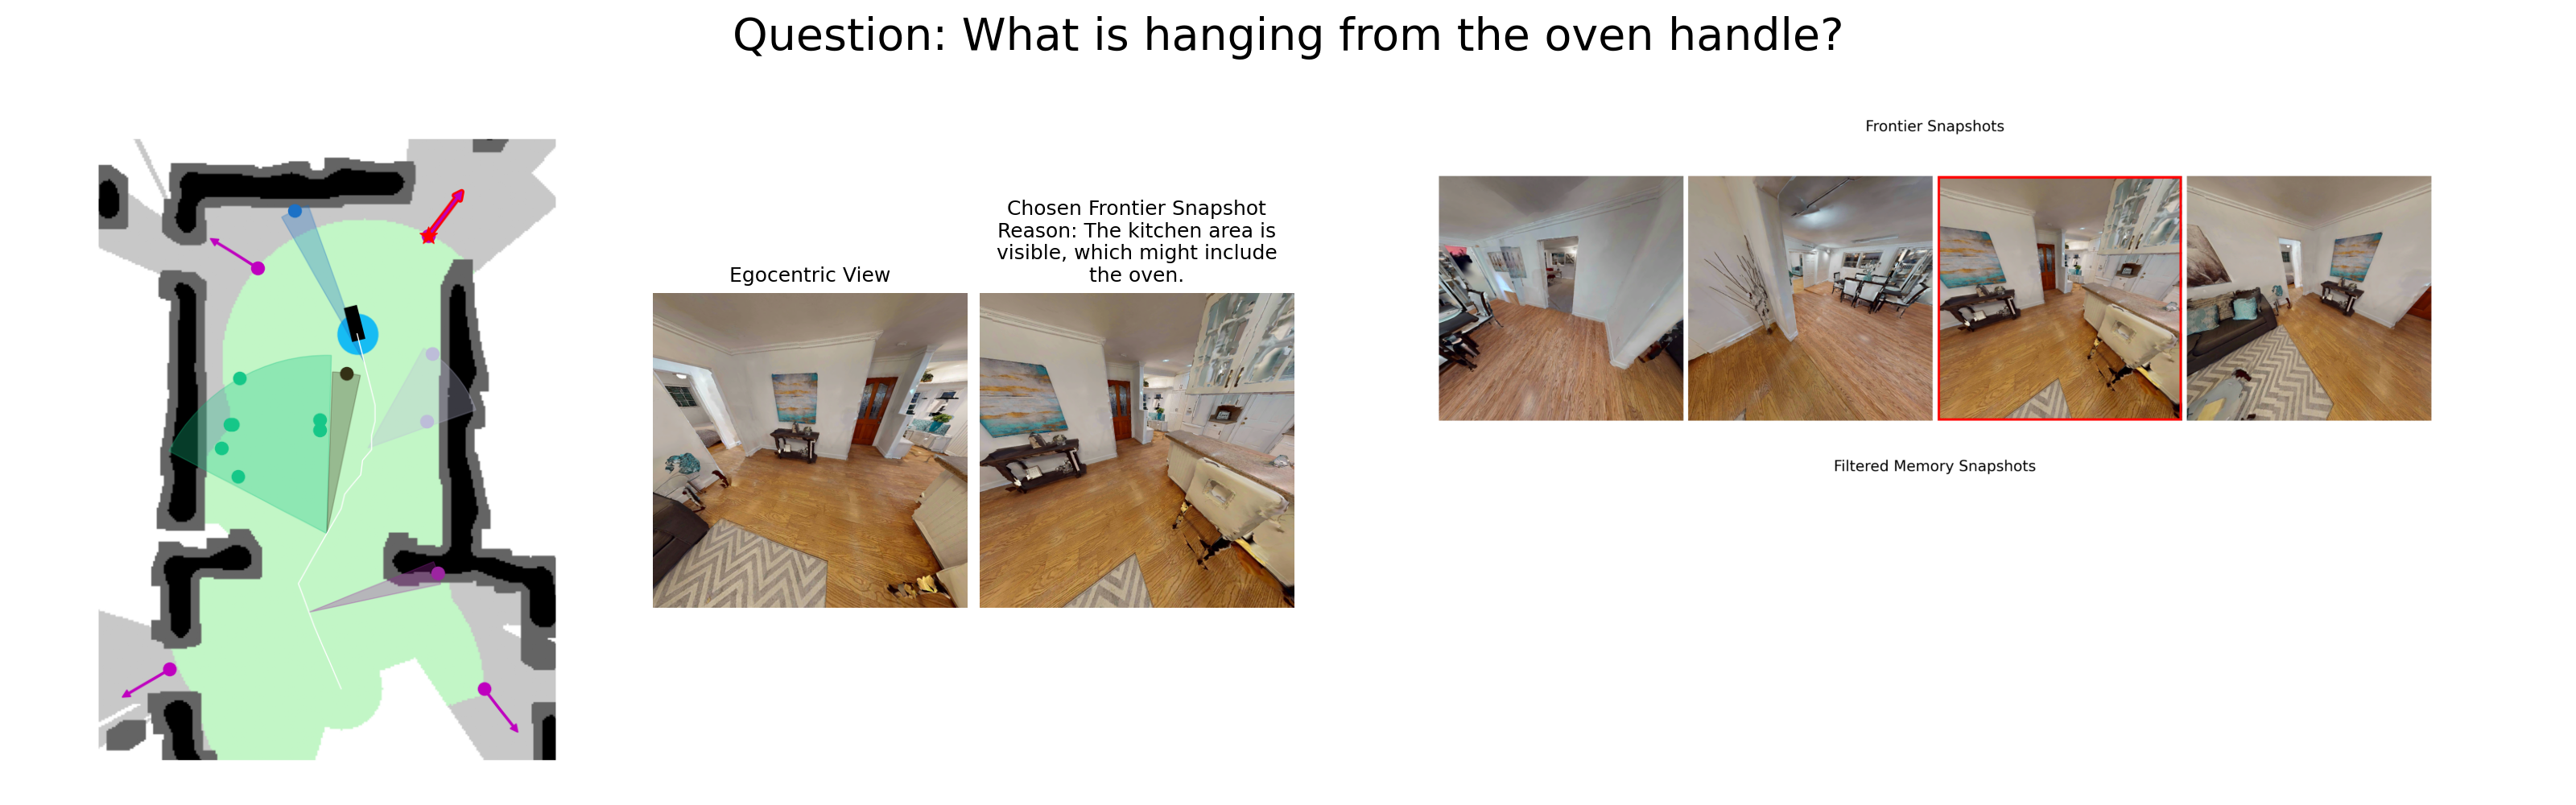 Question: What is hanging from the oven handle?
Frontier Snapshots
Chosen Frontier Snapshot
Reason: The kitchen area is
visible, which might include
the oven.
Egocentric View
Filtered Memory Snapshots